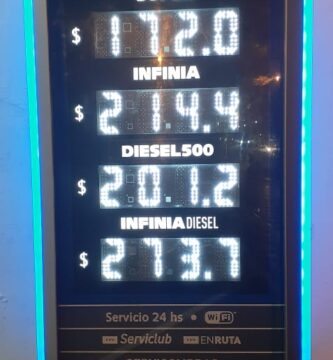 $ 172.0
INFINIA
$ 214.4
DIESEL500
$ 201.2
INFINIA DIESEL
$ 273.7
Servicio 24 hs • WiFi
Serviclub ENRUTA